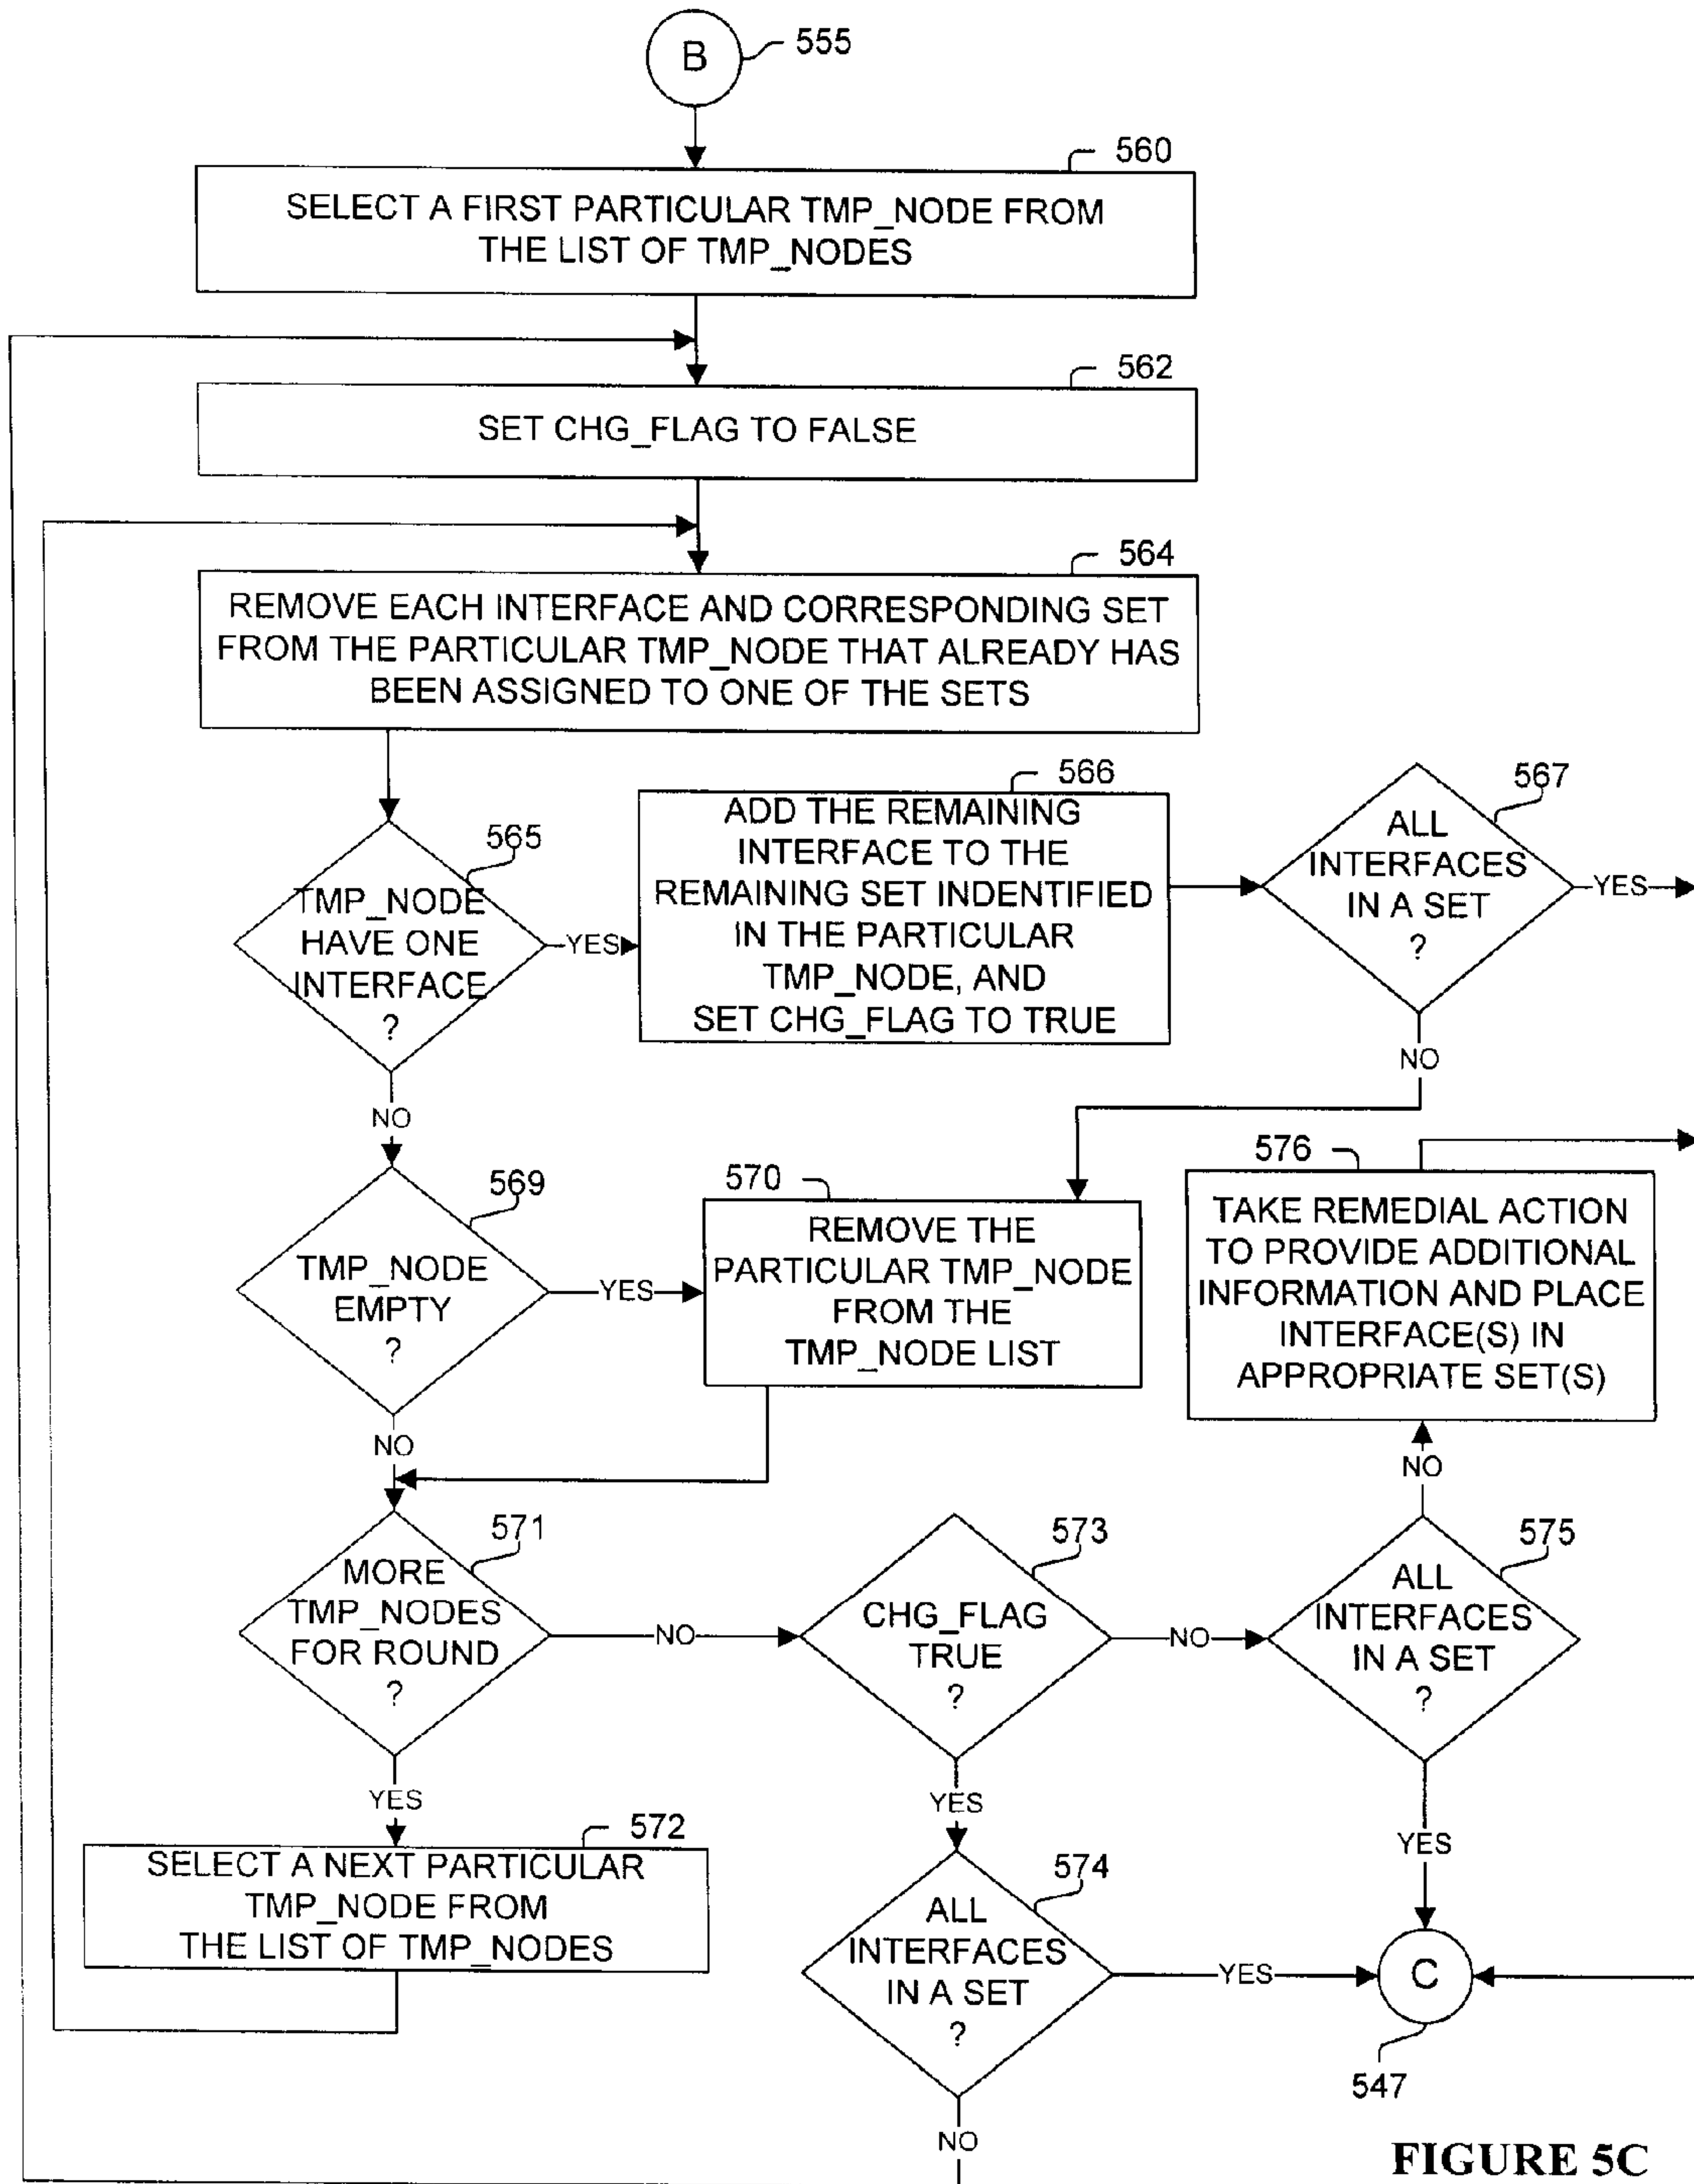 B
555
560
SELECT A FIRST PARTICULAR TMP_NODE FROM
THE LIST OF TMP_NODES
562
SET CHG_FLAG TO FALSE
564
REMOVE EACH INTERFACE AND CORRESPONDING SET
FROM THE PARTICULAR TMP_NODE THAT ALREADY HAS
BEEN ASSIGNED TO ONE OF THE SETS
565
TMP_NODE
HAVE ONE
INTERFACE
?
YES
NO
566
ADD THE REMAINING
INTERFACE TO THE
REMAINING SET INDENTIFIED
IN THE PARTICULAR
TMP_NODE, AND
SET CHG_FLAG TO TRUE
567
ALL
INTERFACES
IN A SET
?
YES
NO
569
TMP_NODE
EMPTY
?
YES
NO
570
REMOVE THE
PARTICULAR TMP_NODE
FROM THE
TMP_NODE LIST
576
TAKE REMEDIAL ACTION
TO PROVIDE ADDITIONAL
INFORMATION AND PLACE
INTERFACE(S) IN
APPROPRIATE SET(S)
NO
571
MORE
TMP_NODES
FOR ROUND
?
NO
YES
573
CHG_FLAG
TRUE
?
NO
YES
575
ALL
INTERFACES
IN A SET
?
YES
572
SELECT A NEXT PARTICULAR
TMP_NODE FROM
THE LIST OF TMP_NODES
574
ALL
INTERFACES
IN A SET
?
YES
NO
C
547
FIGURE 5C